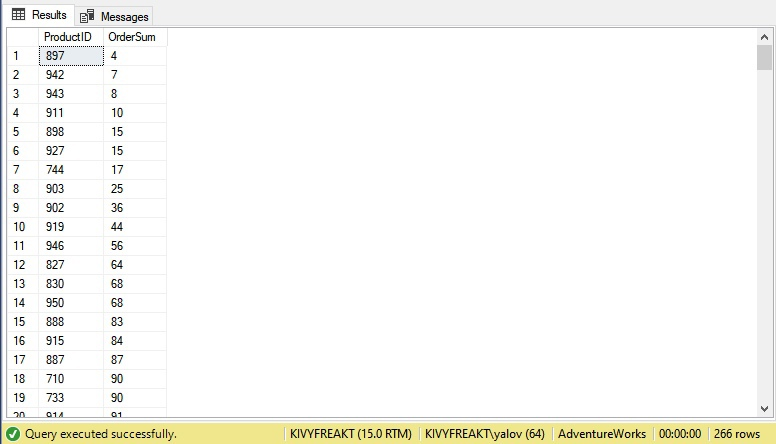 Results Messages
ProductID OrderSum
1 897 4
2 942 7
3 943 8
4 911 10
5 898 15
6 927 15
7 744 17
8 903 25
9 902 36
10 919 44
11 946 56
12 827 64
13 830 68
14 950 68
15 888 83
16 915 84
17 887 87
18 710 90
19 733 90
20 914 91
Query executed successfully. KIVYFREAKT (15.0 RTM) KIVYFREAKT\yalov (64) AdventureWorks 00:00:00 266 rows